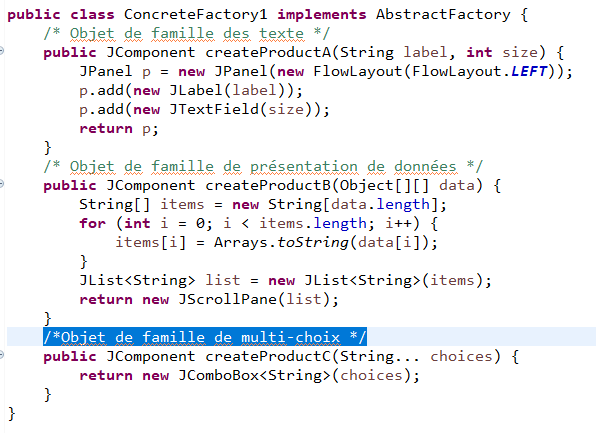 public class ConcreteFactory1 implements AbstractFactory {
/* Objet de famille des texte */
public JComponent createProductA(String label, int size) {
JPanel p = new JPanel(new FlowLayout(FlowLayout.LEFT));
p.add(new JLabel(label));
p.add(new JTextField(size));
return p;
}
/* Objet de famille de présentation de données */
public JComponent createProductB(Object[][] data) {
String[] items = new String[data.length];
for (int i = 0; i < items.length; i++) {
items[i] = Arrays.toString(data[i]);
}
JList<String> list = new JList<String>(items);
return new JScrollPane(list);
}
/*Objet de famille de multi-choix */
public JComponent createProductC(String... choices) {
return new JComboBox<String>(choices);
}
}